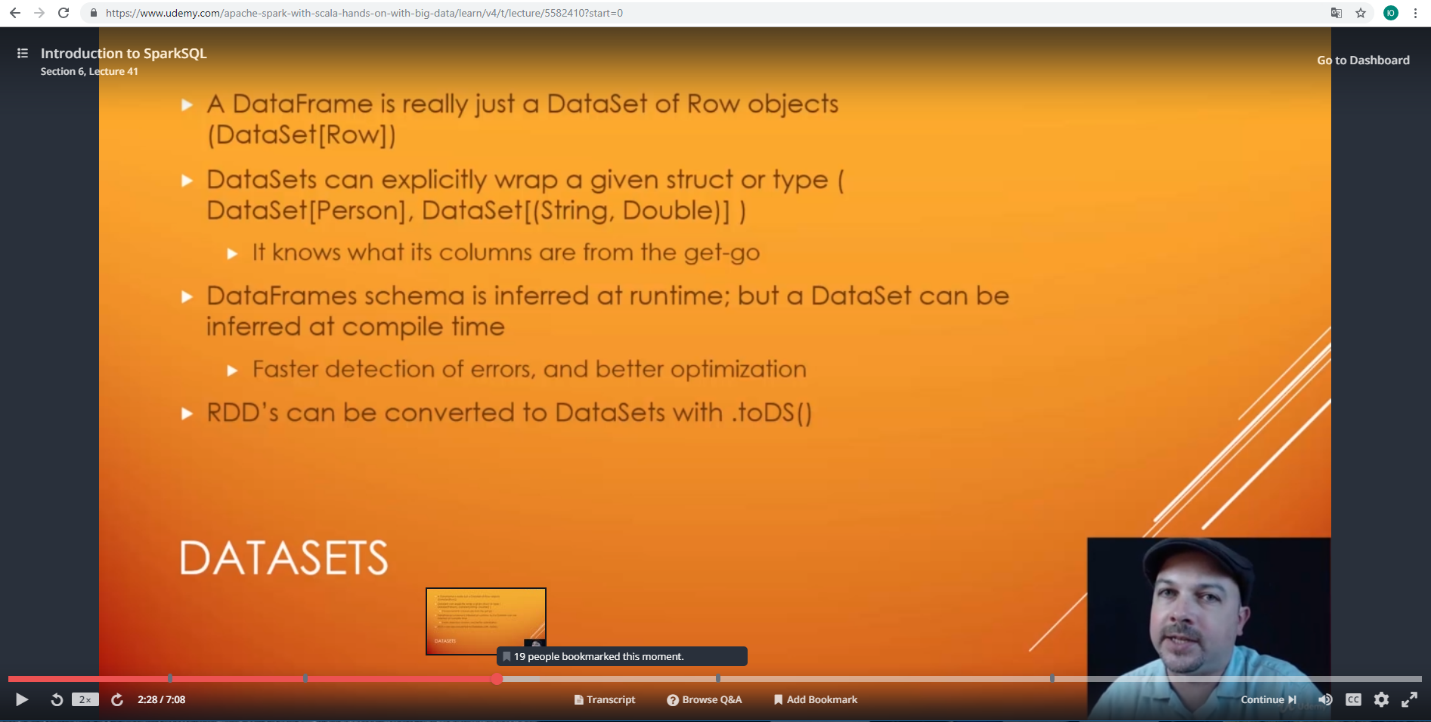 https://www.udemy.com/apache-spark-with-scala-hands-on-with-big-data/learn/v4/t/lecture/5582410?start=0
IO
Introduction to SparkSQL
Section 6, Lecture 41
Go to Dashboard
A DataFrame is really just a DataSet of Row objects
(DataSet[Row])
DataSets can explicitly wrap a given struct or type (
DataSet[Person], DataSet[(String, Double)] )
It knows what its columns are from the get-go
DataFrames schema is inferred at runtime; but a DataSet can be
inferred at compile time
Faster detection of errors, and better optimization
RDD's can be converted to DataSets with .toDS()
DATASETS
DATASETS
19 people bookmarked this moment.
2x
2:28 / 7:08
Transcript
Browse Q&A
Add Bookmark
Continue
CC